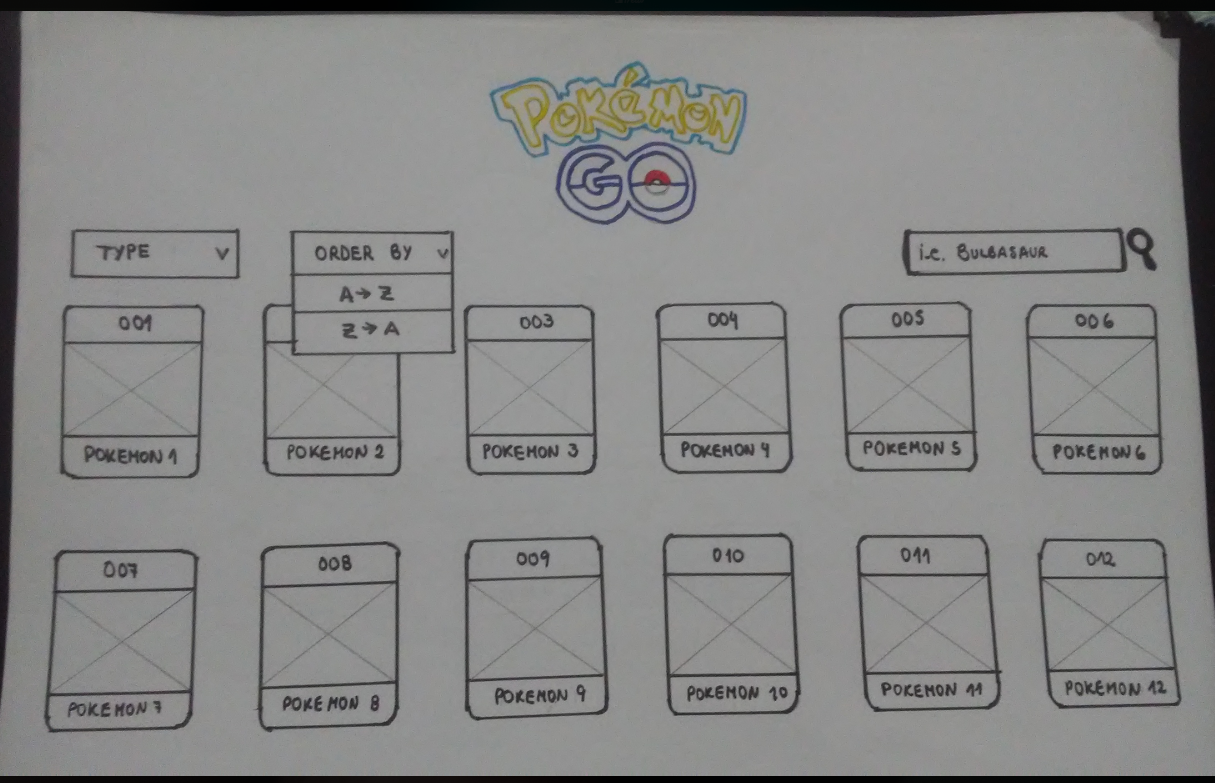 POKÉMON
GO
TYPE V
ORDER BY V
A→Z
Z→A
i.e. BULBASAUR
001
003
004
005
006
POKEMON 1
POKEMON 2
POKEMON 3
POKEMON 4
POKEMON 5
POKEMON 6
007
008
009
010
011
012
POKEMON 7
POKEMON 8
POKEMON 9
POKEMON 10
POKEMON 11
POKEMON 12